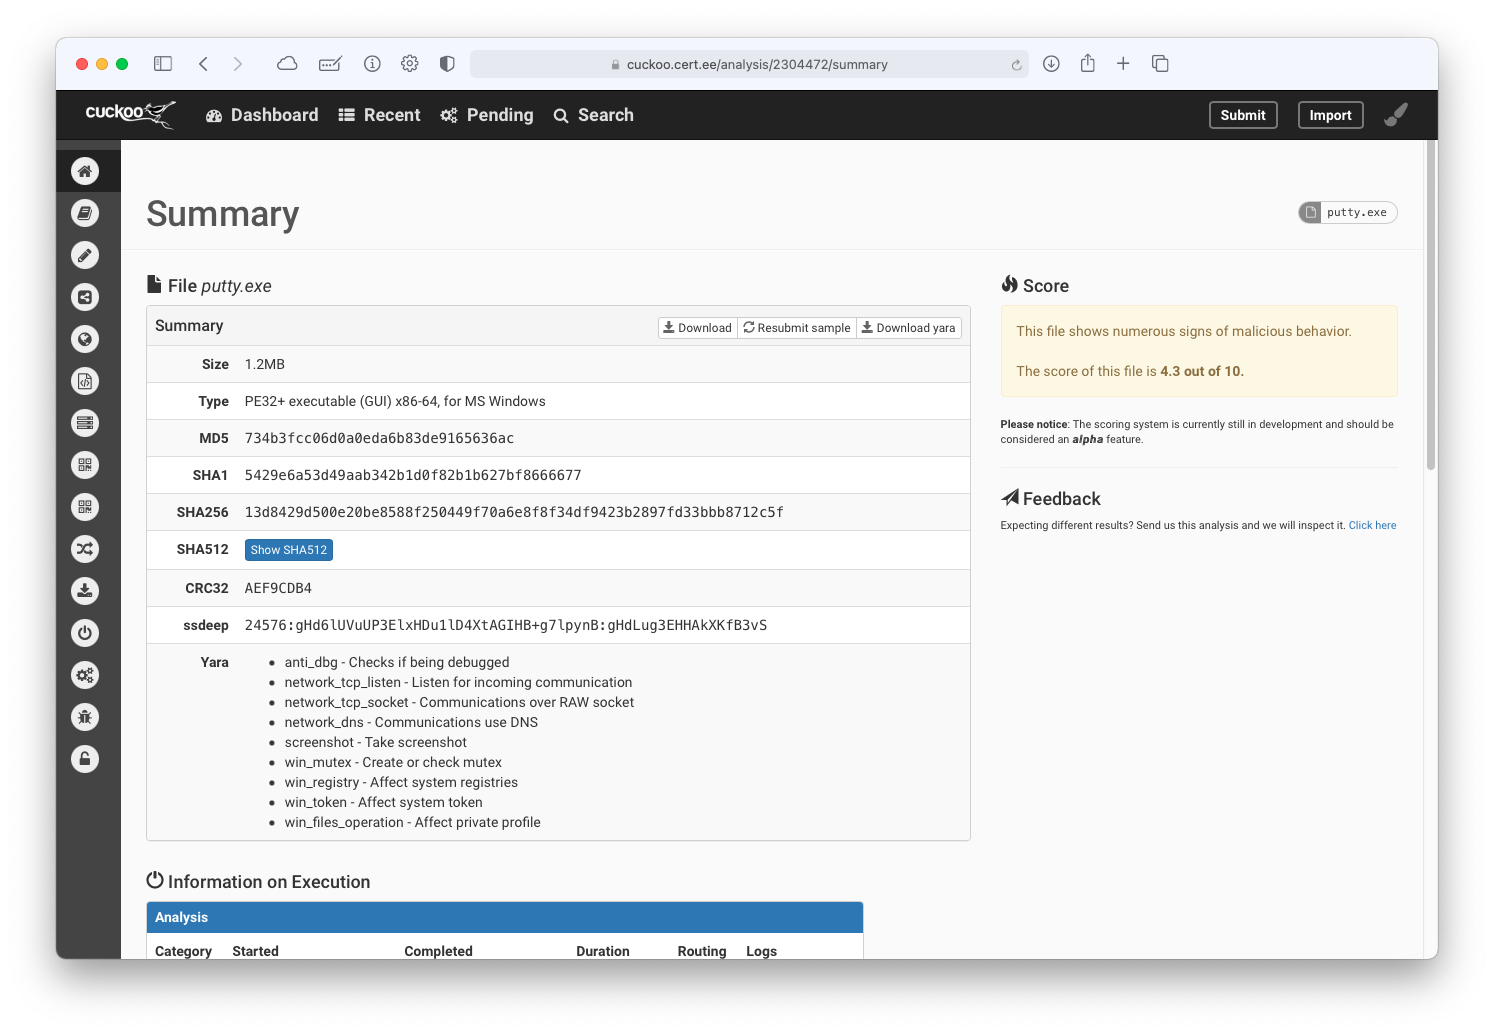 cuckoo.cert.ee/analysis/2304472/summary
cuckoo Dashboard Recent Pending Search Submit Import
Summary
putty.exe
File putty.exe
Summary Download Resubmit sample Download yara
Size 1.2MB
Type PE32+ executable (GUI) x86-64, for MS Windows
MD5 734b3fcc06d0a0eda6b83de9165636ac
SHA1 5429e6a53d49aab342b1d0f82b1b627bf8666677
SHA256 13d8429d500e20be8588f250449f70a6e8f8f34df9423b2897fd33bbb8712c5f
SHA512 Show SHA512
CRC32 AEF9CDB4
ssdeep 24576:gHd6lUVuUP3ElxHDu1lD4XtAGIHB+g7lpynB:gHdLug3EHHAkXKfB3vS
Yara
anti_dbg - Checks if being debugged
network_tcp_listen - Listen for incoming communication
network_tcp_socket - Communications over RAW socket
network_dns - Communications use DNS
screenshot - Take screenshot
win_mutex - Create or check mutex
win_registry - Affect system registries
win_token - Affect system token
win_files_operation - Affect private profile
Score
This file shows numerous signs of malicious behavior.
The score of this file is 4.3 out of 10.
Please notice: The scoring system is currently still in development and should be
considered an alpha feature.
Feedback
Expecting different results? Send us this analysis and we will inspect it. Click here
Information on Execution
Analysis
Category Started Completed Duration Routing Logs